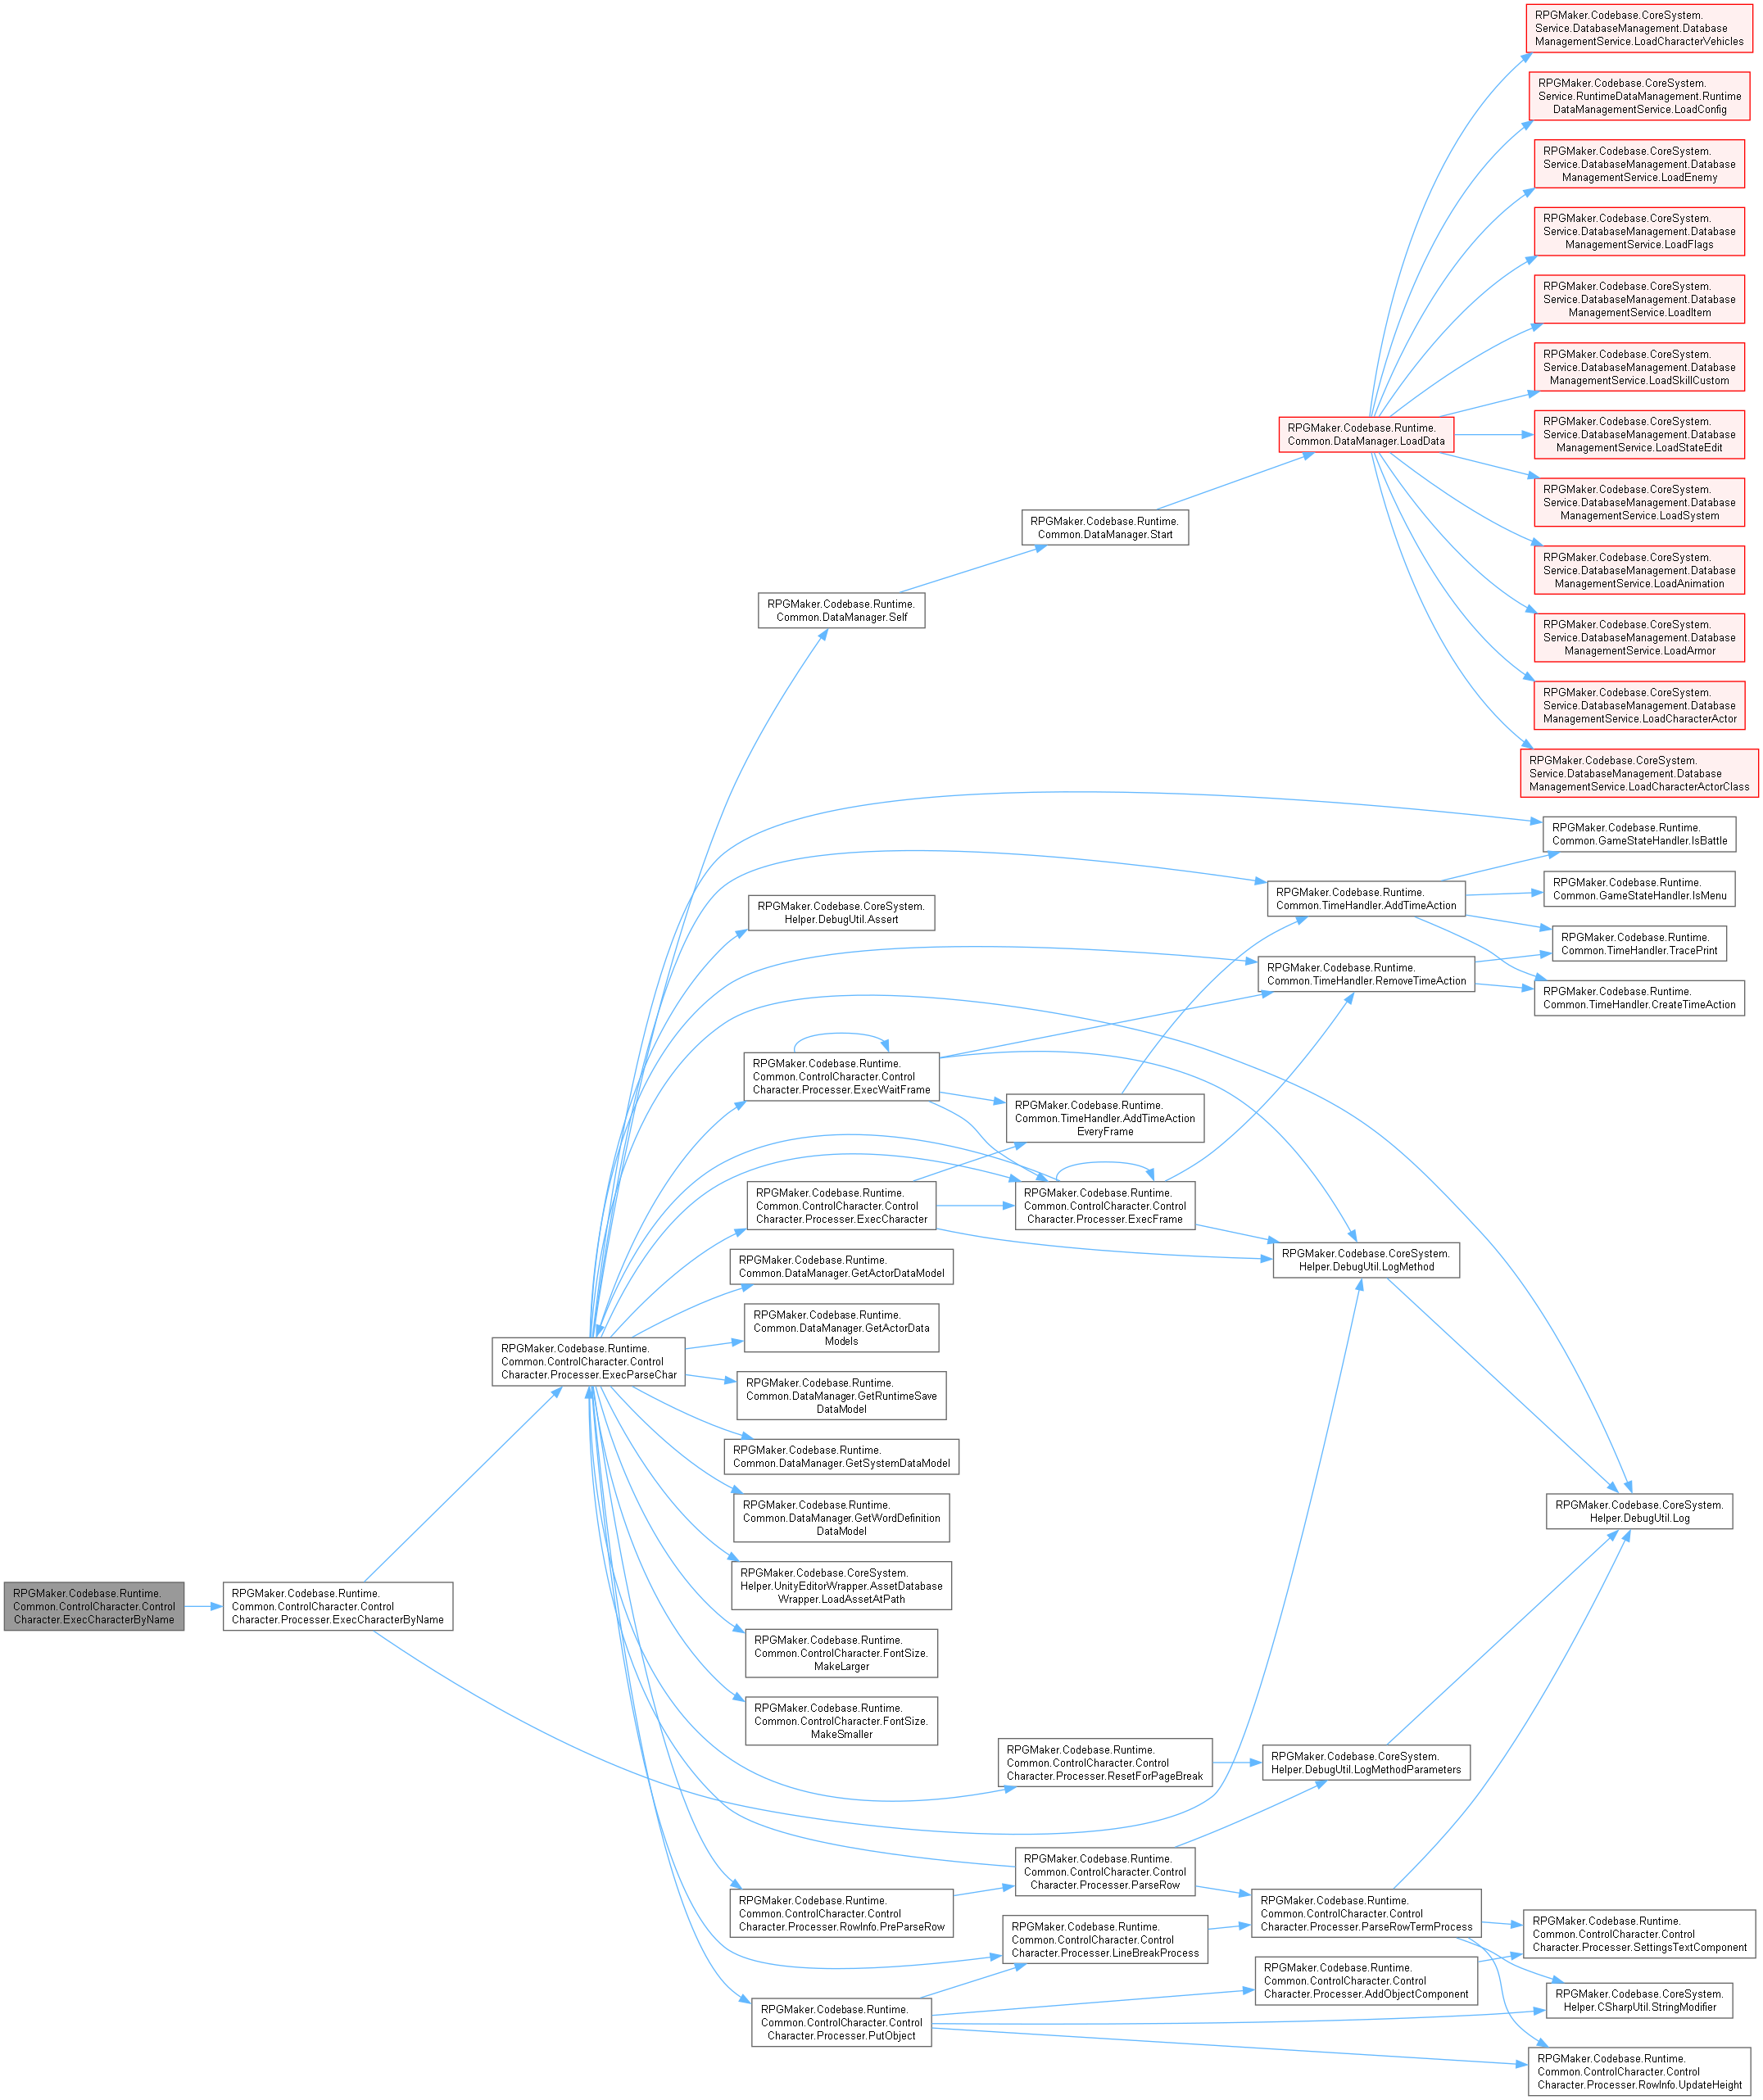 RPGMaker.Codebase.CoreSystem.
Service.DatabaseManagement.Database
ManagementService.LoadCharacterVehicles
RPGMaker.Codebase.CoreSystem.
Service.RuntimeDataManagement.Runtime
DataManagementService.LoadConfig
RPGMaker.Codebase.CoreSystem.
Service.DatabaseManagement.Database
ManagementService.LoadEnemy
RPGMaker.Codebase.CoreSystem.
Service.DatabaseManagement.Database
ManagementService.LoadFlags
RPGMaker.Codebase.CoreSystem.
Service.DatabaseManagement.Database
ManagementService.LoadItem
RPGMaker.Codebase.CoreSystem.
Service.DatabaseManagement.Database
ManagementService.LoadSkillCustom
RPGMaker.Codebase.Runtime.
Common.DataManager.LoadData
RPGMaker.Codebase.CoreSystem.
Service.DatabaseManagement.Database
ManagementService.LoadStateEdit
RPGMaker.Codebase.CoreSystem.
Service.DatabaseManagement.Database
ManagementService.LoadSystem
RPGMaker.Codebase.Runtime.
Common.DataManager.Start
RPGMaker.Codebase.CoreSystem.
Service.DatabaseManagement.Database
ManagementService.LoadAnimation
RPGMaker.Codebase.Runtime.
Common.DataManager.Self
RPGMaker.Codebase.CoreSystem.
Service.DatabaseManagement.Database
ManagementService.LoadArmor
RPGMaker.Codebase.CoreSystem.
Service.DatabaseManagement.Database
ManagementService.LoadCharacterActor
RPGMaker.Codebase.CoreSystem.
Service.DatabaseManagement.Database
ManagementService.LoadCharacterActorClass
RPGMaker.Codebase.Runtime.
Common.GameStateHandler.IsBattle
RPGMaker.Codebase.CoreSystem.
Helper.DebugUtil.Assert
RPGMaker.Codebase.Runtime.
Common.TimeHandler.AddTimeAction
RPGMaker.Codebase.Runtime.
Common.GameStateHandler.IsMenu
RPGMaker.Codebase.Runtime.
Common.TimeHandler.TracePrint
RPGMaker.Codebase.Runtime.
Common.TimeHandler.RemoveTimeAction
RPGMaker.Codebase.Runtime.
Common.TimeHandler.CreateTimeAction
RPGMaker.Codebase.Runtime.
Common.ControlCharacter.Control
Character.Processer.ExecWaitFrame
RPGMaker.Codebase.Runtime.
Common.TimeHandler.AddTimeAction
EveryFrame
RPGMaker.Codebase.Runtime.
Common.ControlCharacter.Control
Character.Processer.ExecCharacter
RPGMaker.Codebase.Runtime.
Common.ControlCharacter.Control
Character.Processer.ExecFrame
RPGMaker.Codebase.CoreSystem.
Helper.DebugUtil.LogMethod
RPGMaker.Codebase.Runtime.
Common.DataManager.GetActorDataModel
RPGMaker.Codebase.Runtime.
Common.DataManager.GetActorData
Models
RPGMaker.Codebase.Runtime.
Common.ControlCharacter.Control
Character.Processer.ExecParseChar
RPGMaker.Codebase.Runtime.
Common.DataManager.GetRuntimeSave
DataModel
RPGMaker.Codebase.Runtime.
Common.DataManager.GetSystemDataModel
RPGMaker.Codebase.Runtime.
Common.DataManager.GetWordDefinition
DataModel
RPGMaker.Codebase.CoreSystem.
Helper.DebugUtil.Log
RPGMaker.Codebase.CoreSystem.
Helper.UnityEditorWrapper.AssetDatabase
Wrapper.LoadAssetAtPath
RPGMaker.Codebase.Runtime.
Common.ControlCharacter.Control
Character.ExecCharacterByName
RPGMaker.Codebase.Runtime.
Common.ControlCharacter.Control
Character.Processer.ExecCharacterByName
RPGMaker.Codebase.Runtime.
Common.ControlCharacter.FontSize.
MakeLarger
RPGMaker.Codebase.Runtime.
Common.ControlCharacter.FontSize.
MakeSmaller
RPGMaker.Codebase.Runtime.
Common.ControlCharacter.Control
Character.Processer.ResetForPageBreak
RPGMaker.Codebase.CoreSystem.
Helper.DebugUtil.LogMethodParameters
RPGMaker.Codebase.Runtime.
Common.ControlCharacter.Control
Character.Processer.ParseRow
RPGMaker.Codebase.Runtime.
Common.ControlCharacter.Control
Character.Processer.RowInfo.PreParseRow
RPGMaker.Codebase.Runtime.
Common.ControlCharacter.Control
Character.Processer.ParseRowTermProcess
RPGMaker.Codebase.Runtime.
Common.ControlCharacter.Control
Character.Processer.SettingsTextComponent
RPGMaker.Codebase.Runtime.
Common.ControlCharacter.Control
Character.Processer.LineBreakProcess
RPGMaker.Codebase.Runtime.
Common.ControlCharacter.Control
Character.Processer.AddObjectComponent
RPGMaker.Codebase.CoreSystem.
Helper.CSharpUtil.StringModifier
RPGMaker.Codebase.Runtime.
Common.ControlCharacter.Control
Character.Processer.PutObject
RPGMaker.Codebase.Runtime.
Common.ControlCharacter.Control
Character.Processer.RowInfo.UpdateHeight